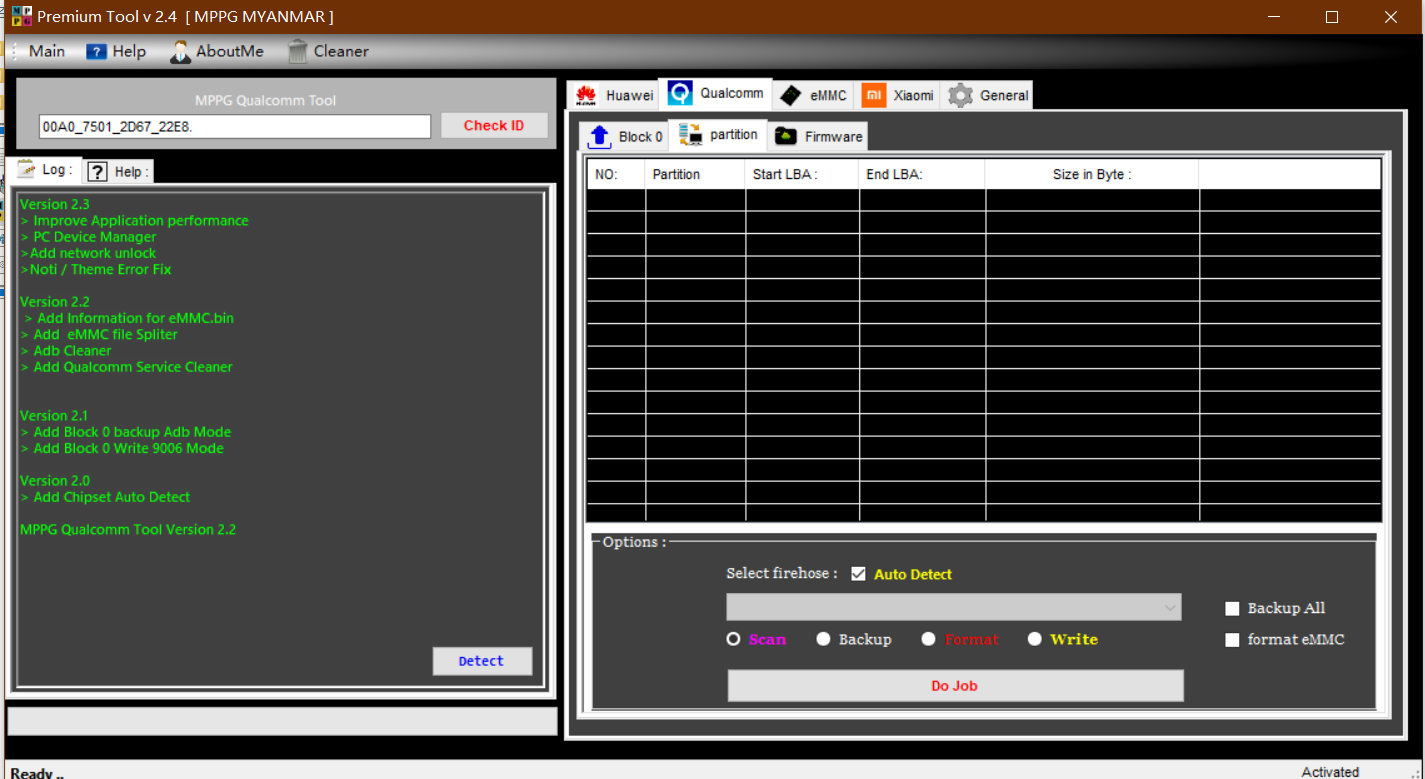 Premium Tool v 2.4 [ MPPG MYANMAR ]
Main Help AboutMe Cleaner
MPPG Qualcomm Tool
00A0_7501_2D67_22E8.
Check ID
Log :
Help :
Version 2.3
> Improve Application performance
> PC Device Manager
>Add network unlock
>Noti / Theme Error Fix
Version 2.2
> Add Information for eMMC.bin
> Add eMMC file Spliter
> Adb Cleaner
> Add Qualcomm Service Cleaner
Version 2.1
> Add Block 0 backup Adb Mode
> Add Block 0 Write 9006 Mode
Version 2.0
> Add Chipset Auto Detect
MPPG Qualcomm Tool Version 2.2
Detect
Huawei Qualcomm eMMC Xiaomi General
Block 0 partition Firmware
NO: Partition Start LBA : End LBA: Size in Byte :
Options :
Select firehose : Auto Detect
Backup All
Scan Backup Format Write
format eMMC
Do Job
Ready ..
Activated